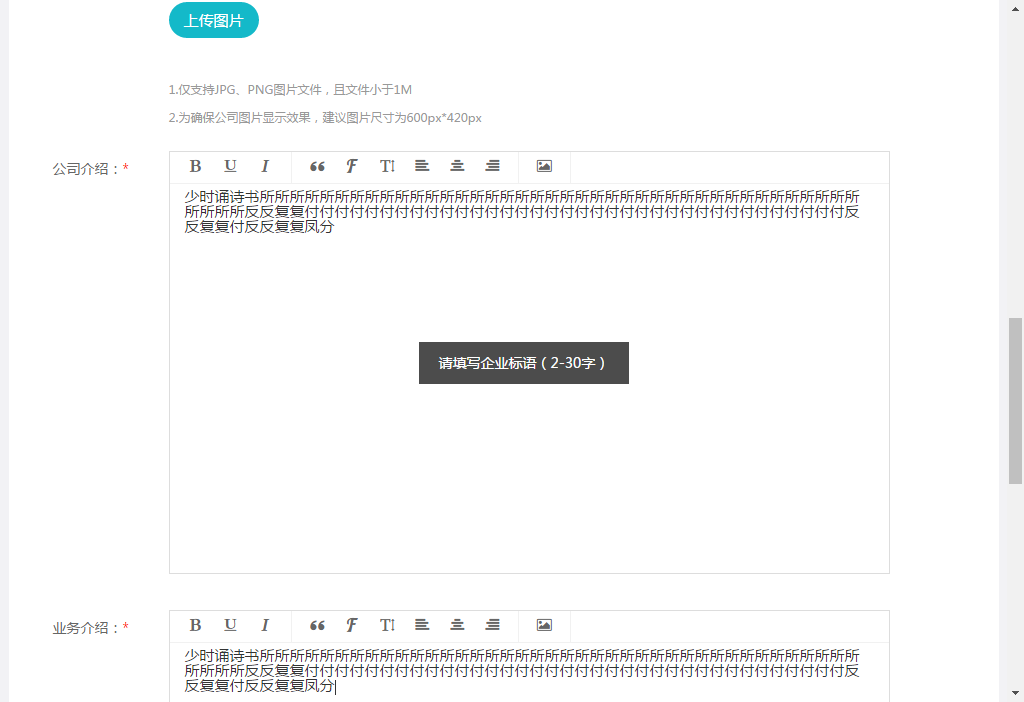 上传图片
1.仅支持JPG、PNG图片文件，且文件小于1M
2.为确保公司图片显示效果，建议图片尺寸为600px*420px
公司介绍：*
B U I “ F TI
少时诵诗书所所所所所所所所所所所所所所所所所所所所所所所所所所所所所所所所所所所所所所所所
所所所所反反复复付付付付付付付付付付付付付付付付付付付付付付付付付付付付付付付付付付付付反
反复复付反反复复凤分
请填写企业标语（2-30字）
业务介绍：*
B U I “ F TI
少时诵诗书所所所所所所所所所所所所所所所所所所所所所所所所所所所所所所所所所所所所所所所所
所所所所反反复复付付付付付付付付付付付付付付付付付付付付付付付付付付付付付付付付付付付付反
反复复付反反复复凤分